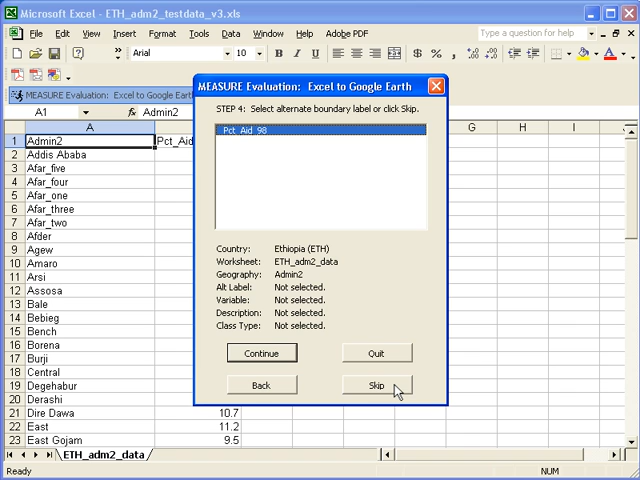 Microsoft Excel - ETH_adm2_testdata_v3.xls
File Edit View Insert Format Tools Data Window Help Adobe PDF
Type a question for help
Arial 10 B I U $ %
MEASURE Evaluation: Excel to Google Earth
A1 fx Admin2
A G H I
1 Admin2 Pct_Aid
2 Addis Ababa
3 Afar_five
4 Afar_four
5 Afar_one
6 Afar_three
7 Afar_two
8 Afder
9 Agew
10 Amaro
11 Arsi
12 Assosa
13 Bale
14 Bebieg
15 Bench
16 Borena
17 Burji
18 Central
19 Degehabur
20 Derashi
21 Dire Dawa 10.7
22 East 11.2
23 East Gojam 9.5
MEASURE Evaluation: Excel to Google Earth
STEP 4: Select alternate boundary label or click Skip.
Pct_Aid_98
Country: Ethiopia (ETH)
Worksheet: ETH_adm2_data
Geography: Admin2
Alt Label: Not selected.
Variable: Not selected.
Description: Not selected.
Class Type: Not selected.
Continue Quit
Back Skip
ETH_adm2_data
Ready NUM